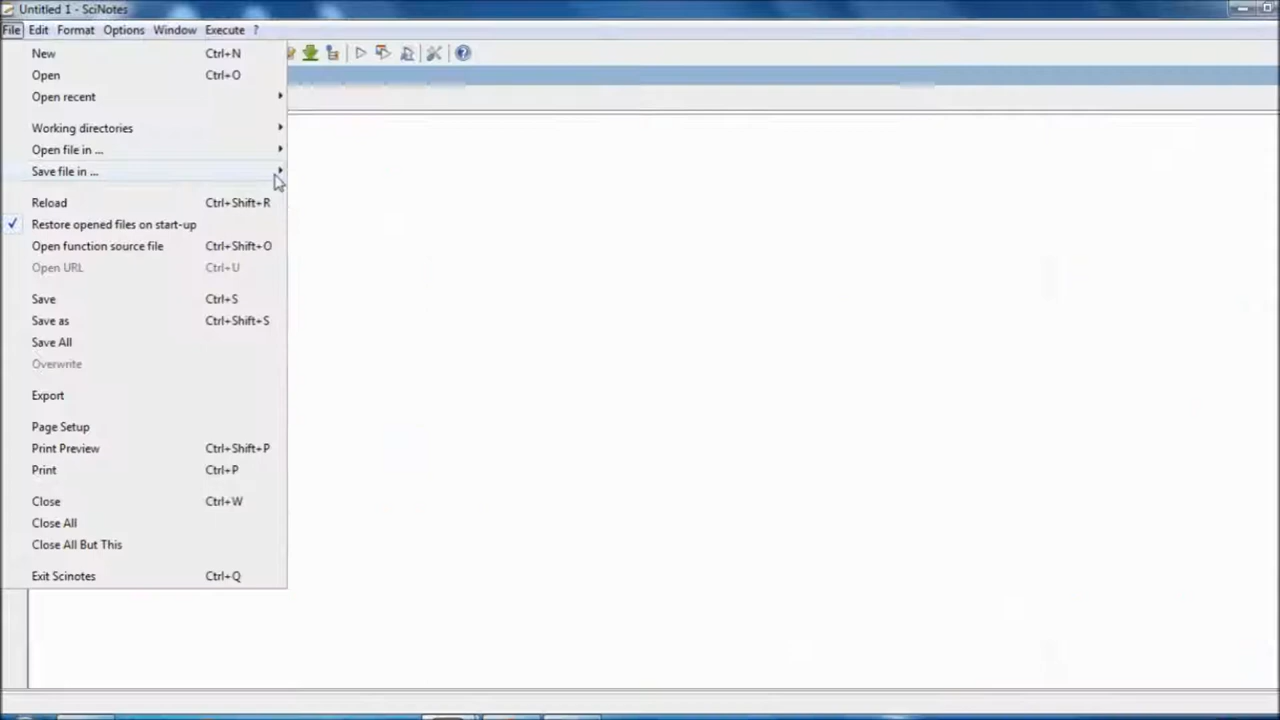 Untitled 1 - SciNotes
File Edit Format Options Window Execute ?
New Ctrl+N
Open Ctrl+O
Open recent
Working directories
Open file in ...
Save file in ...
Reload Ctrl+Shift+R
Restore opened files on start-up
Open function source file Ctrl+Shift+O
Open URL Ctrl+U
Save Ctrl+S
Save as Ctrl+Shift+S
Save All
Overwrite
Export
Page Setup
Print Preview Ctrl+Shift+P
Print Ctrl+P
Close Ctrl+W
Close All
Close All But This
Exit Scinotes Ctrl+Q